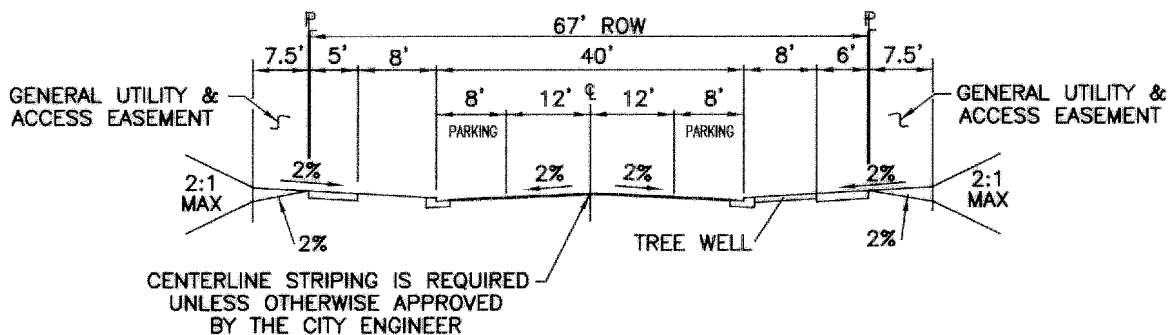 ℄ ℄
67' ROW
7.5' 5' 8' 40' 8' 6' 7.5'
8' 12' ℄ 12' 8'
GENERAL UTILITY &
ACCESS EASEMENT
PARKING
PARKING
GENERAL UTILITY &
ACCESS EASEMENT
2% 2% 2% 2%
2:1
MAX
2:1
MAX
2%
TREE WELL
2%
CENTERLINE STRIPING IS REQUIRED
UNLESS OTHERWISE APPROVED
BY THE CITY ENGINEER